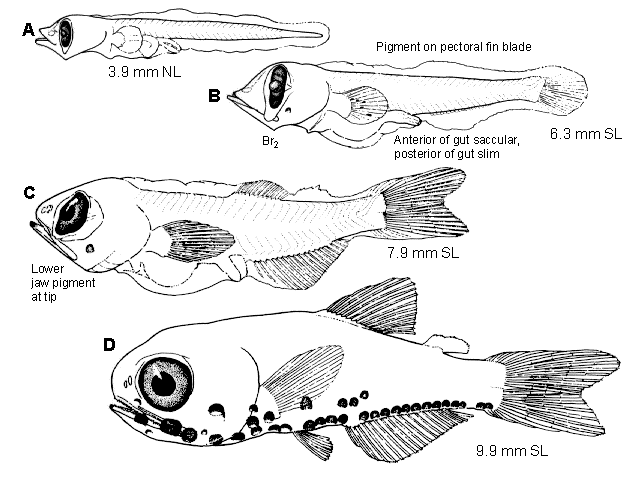 A
3.9 mm NL
Pigment on pectoral fin blade
B
Br2
Anterior of gut saccular,
posterior of gut slim
6.3 mm SL
C
7.9 mm SL
Lower
jaw pigment
at tip
D
9.9 mm SL